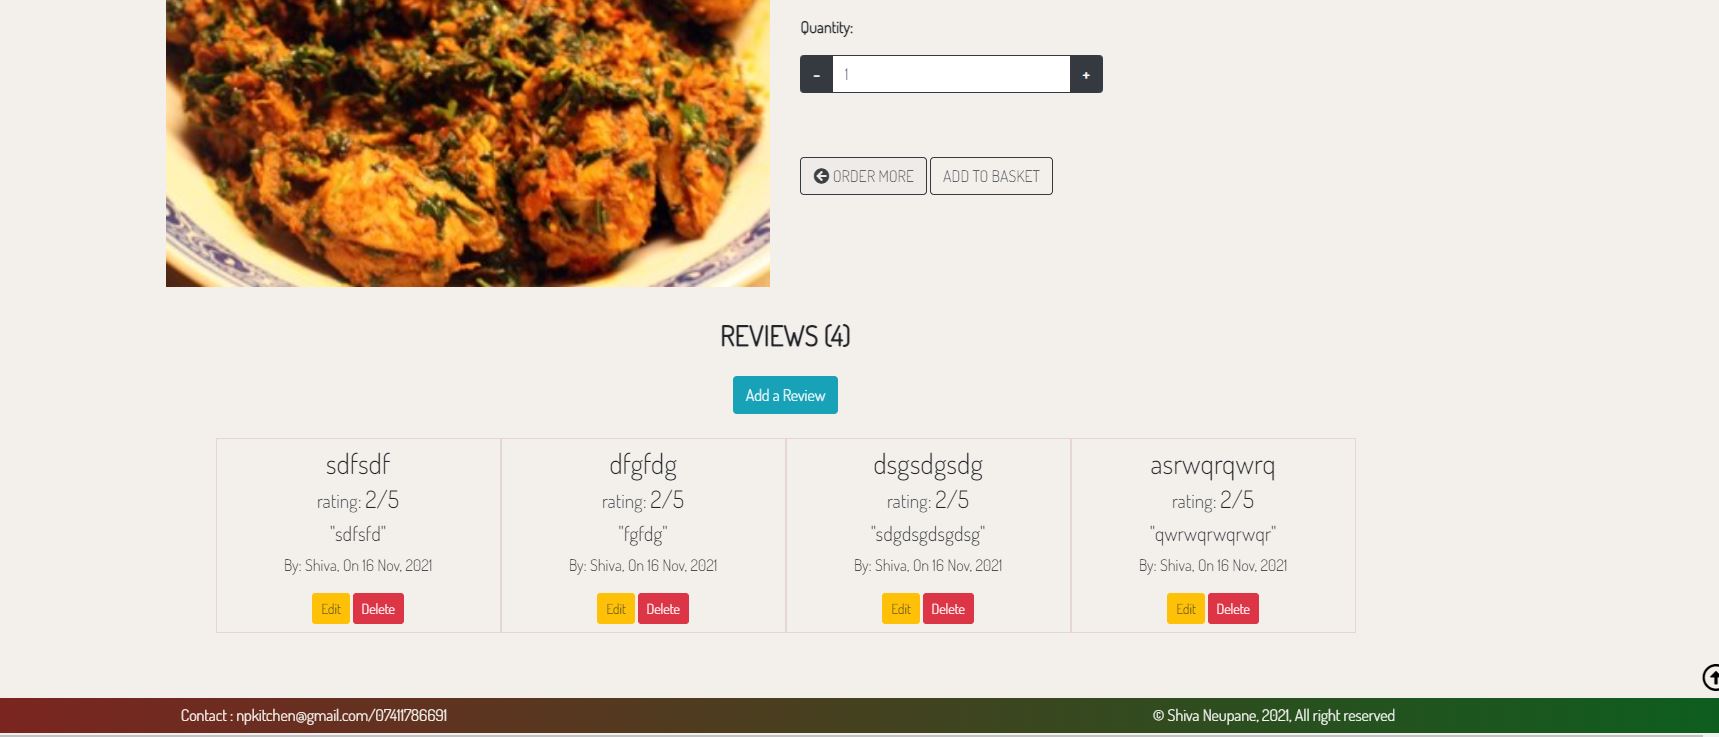 Quantity:
- 1 +
ORDER MORE ADD TO BASKET
REVIEWS (4)
Add a Review
sdfsdf
rating: 2/5
"sdfsfd"
By: Shiva, On 16 Nov, 2021
Edit Delete
dfgfdg
rating: 2/5
"fgfdg"
By: Shiva, On 16 Nov, 2021
Edit Delete
dsgsdgsdg
rating: 2/5
"sdgdsgdsgdsg"
By: Shiva, On 16 Nov, 2021
Edit Delete
asrwqrqwrq
rating: 2/5
"qwrwqrwqrwqr"
By: Shiva, On 16 Nov, 2021
Edit Delete
Contact : npkitchen@gmail.com/07411786691
© Shiva Neupane, 2021, All right reserved